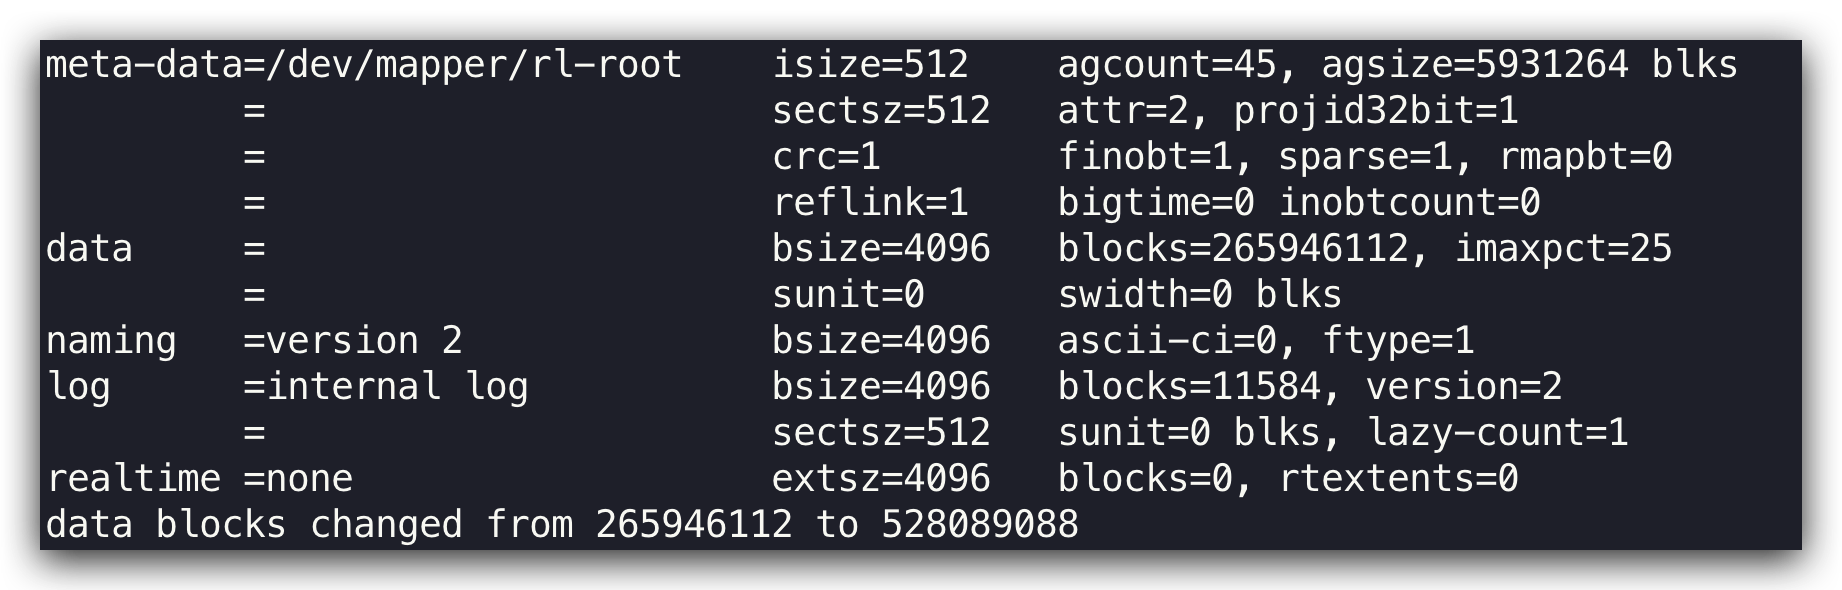 meta-data=/dev/mapper/rl-root    isize=512    agcount=45, agsize=5931264 blks
         =                       sectsz=512   attr=2, projid32bit=1
         =                       crc=1        finobt=1, sparse=1, rmapbt=0
         =                       reflink=1    bigtime=0 inobtcount=0
data     =                       bsize=4096   blocks=265946112, imaxpct=25
         =                       sunit=0      swidth=0 blks
naming   =version 2              bsize=4096   ascii-ci=0, ftype=1
log      =internal log           bsize=4096   blocks=11584, version=2
         =                       sectsz=512   sunit=0 blks, lazy-count=1
realtime =none                   extsz=4096   blocks=0, rtextents=0
data blocks changed from 265946112 to 528089088